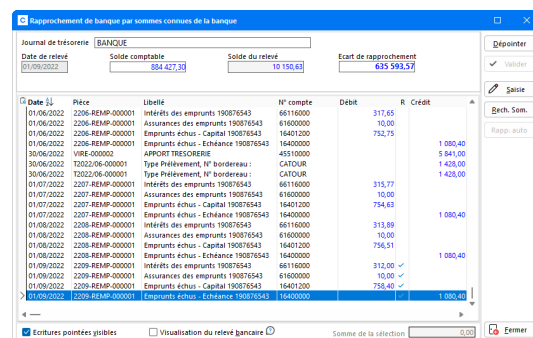 C Rapprochement de banque par sommes connues de la banque
Journal de trésorerie BANQUE
Date de relevé Solde comptable Solde du relevé Ecart de rapprochement
01/09/2022 884 427,30 10 150,63 635 593,57
Dépointer
Valider
Saisie
Rech. Som.
Rapp. auto
Date Pièce Libellé N° compte Débit R Crédit
01/06/2022 2206-REMP-000001 Intérêts des emprunts 190876543 66116000 317,65
01/06/2022 2206-REMP-000001 Assurances des emprunts 190876543 61600000 10,00
01/06/2022 2206-REMP-000001 Emprunts échus - Capital 190876543 16401200 752,75
01/06/2022 2206-REMP-000001 Emprunts échus - Echéance 190876543 16400000 1 080,40
30/06/2022 VIRE-000002 APPORT TRESORERIE 45510000 5 841,00
30/06/2022 T2022/06-000001 Type Prélèvement, N° bordereau : CATOUR 1 428,00
30/06/2022 T2022/06-000001 Type Prélèvement, N° bordereau : CATOUR 1 428,00
01/07/2022 2207-REMP-000001 Intérêts des emprunts 190876543 66116000 315,77
01/07/2022 2207-REMP-000001 Assurances des emprunts 190876543 61600000 10,00
01/07/2022 2207-REMP-000001 Emprunts échus - Capital 190876543 16401200 754,63
01/07/2022 2207-REMP-000001 Emprunts échus - Echéance 190876543 16400000 1 080,40
01/08/2022 2208-REMP-000001 Intérêts des emprunts 190876543 66116000 313,89
01/08/2022 2208-REMP-000001 Assurances des emprunts 190876543 61600000 10,00
01/08/2022 2208-REMP-000001 Emprunts échus - Capital 190876543 16401200 756,51
01/08/2022 2208-REMP-000001 Emprunts échus - Echéance 190876543 16400000 1 080,40
01/09/2022 2209-REMP-000001 Intérêts des emprunts 190876543 66116000 312,00 ✓
01/09/2022 2209-REMP-000001 Assurances des emprunts 190876543 61600000 10,00 ✓
01/09/2022 2209-REMP-000001 Emprunts échus - Capital 190876543 16401200 758,40 ✓
01/09/2022 2209-REMP-000001 Emprunts échus - Echéance 190876543 16400000 ✓ 1 080,40
Ecritures pointées visibles Visualisation du relevé bancaire Somme de la sélection 0,00
Fermer